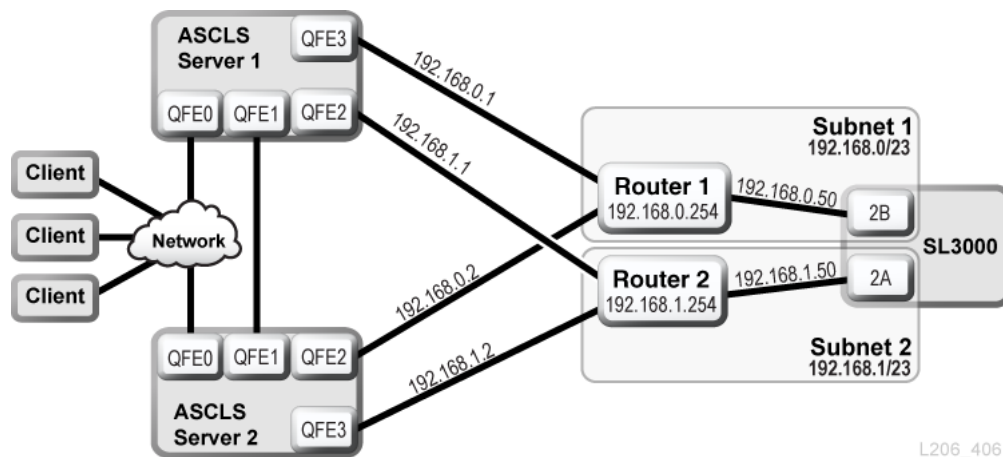 ASCLS
Server 1
QFE3
QFE0
QFE1
QFE2
192.168.0.1
192.168.1.1
Subnet 1
192.168.0/23
Client
Client
Client
Network
Router 1
192.168.0.254
192.168.0.50
2B
SL3000
Router 2
192.168.1.254
192.168.1.50
2A
192.168.0.2
192.168.1.2
Subnet 2
192.168.1/23
QFE0
QFE1
QFE2
ASCLS
Server 2
QFE3
L206_406